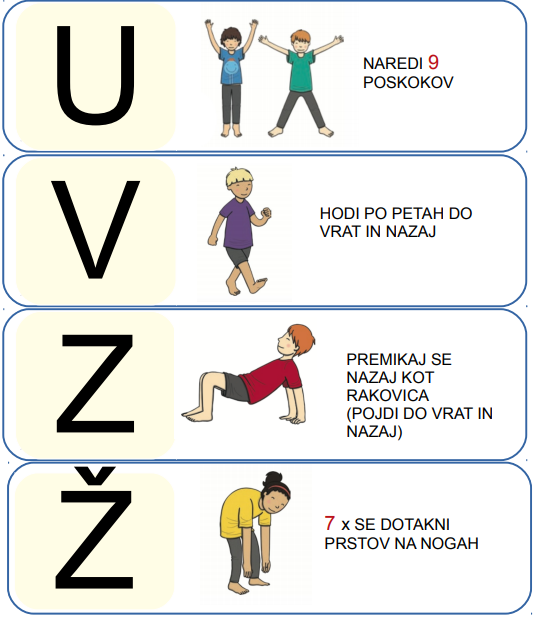 U
NAREDI 9
POSKOKOV
V
HODI PO PETAH DO
VRAT IN NAZAJ
Z
PREMIKAJ SE
NAZAJ KOT
RAKOVICA
(POJDI DO VRAT IN
NAZAJ)
Ž
7 x SE DOTAKNI
PRSTOV NA NOGAH